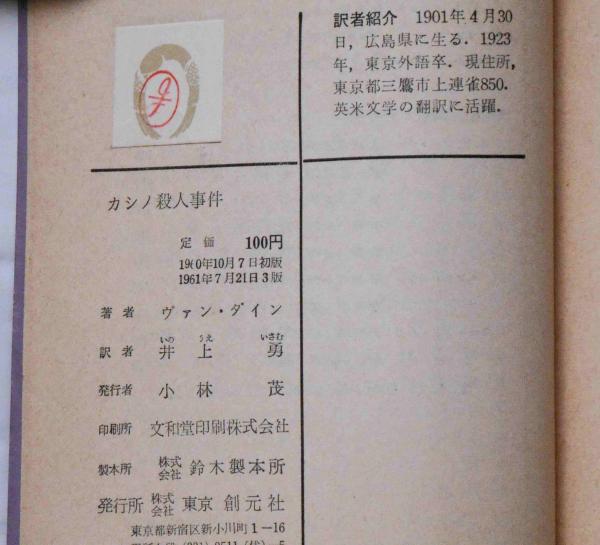 訳者紹介 1901年4月30
日，広島県に生る．1923
年，東京外語卒．現住所，
東京都三鷹市上連雀850．
英米文学の翻訳に活躍．
カシノ殺人事件
定価 100円
1960年10月7日初版
1961年7月21日3版
著者 ヴァン・ダイン
いの うえ いさむ
訳者 井上勇
発行者 小林茂
印刷所 文和堂印刷株式会社
製本所 株式会社 鈴木製本所
発行所 株式会社 東京創元社
東京都新宿区新小川町1－16